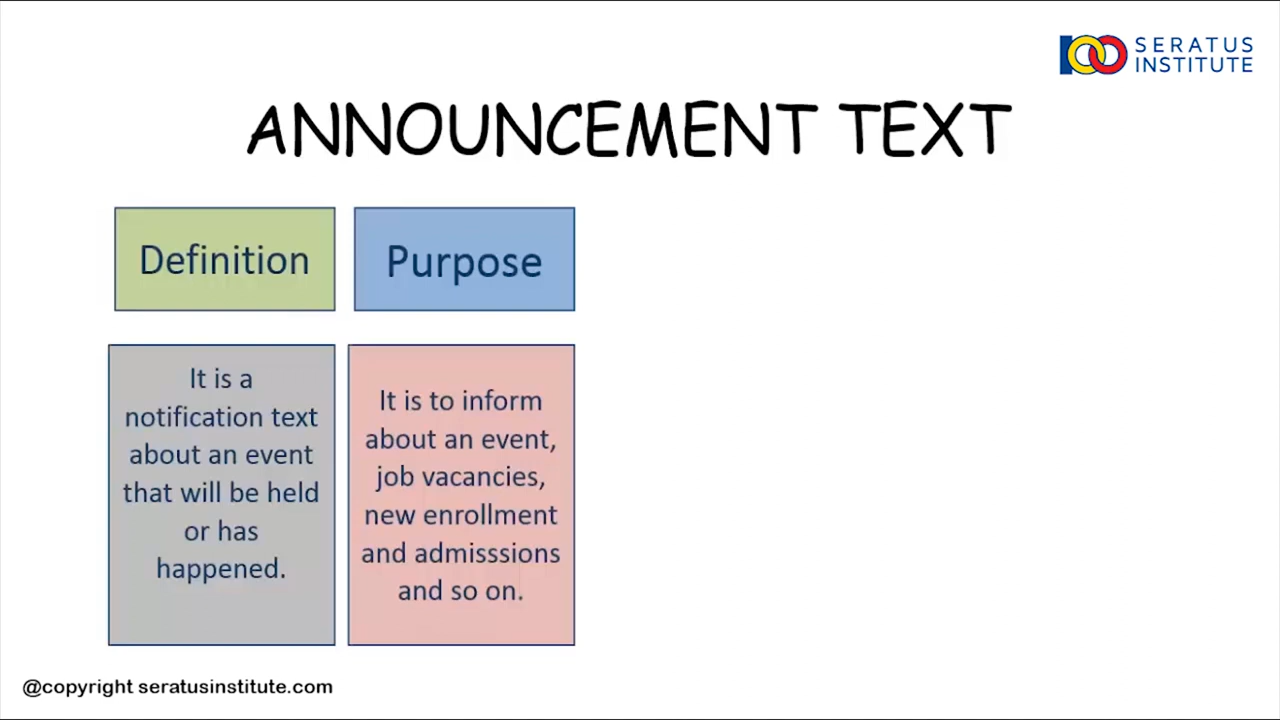 SERATUS
INSTITUTE
ANNOUNCEMENT TEXT
Definition
Purpose
It is a
notification text
about an event
that will be held
or has
happened.
It is to inform
about an event,
job vacancies,
new enrollment
and admisssions
and so on.
@copyright seratusinstitute.com